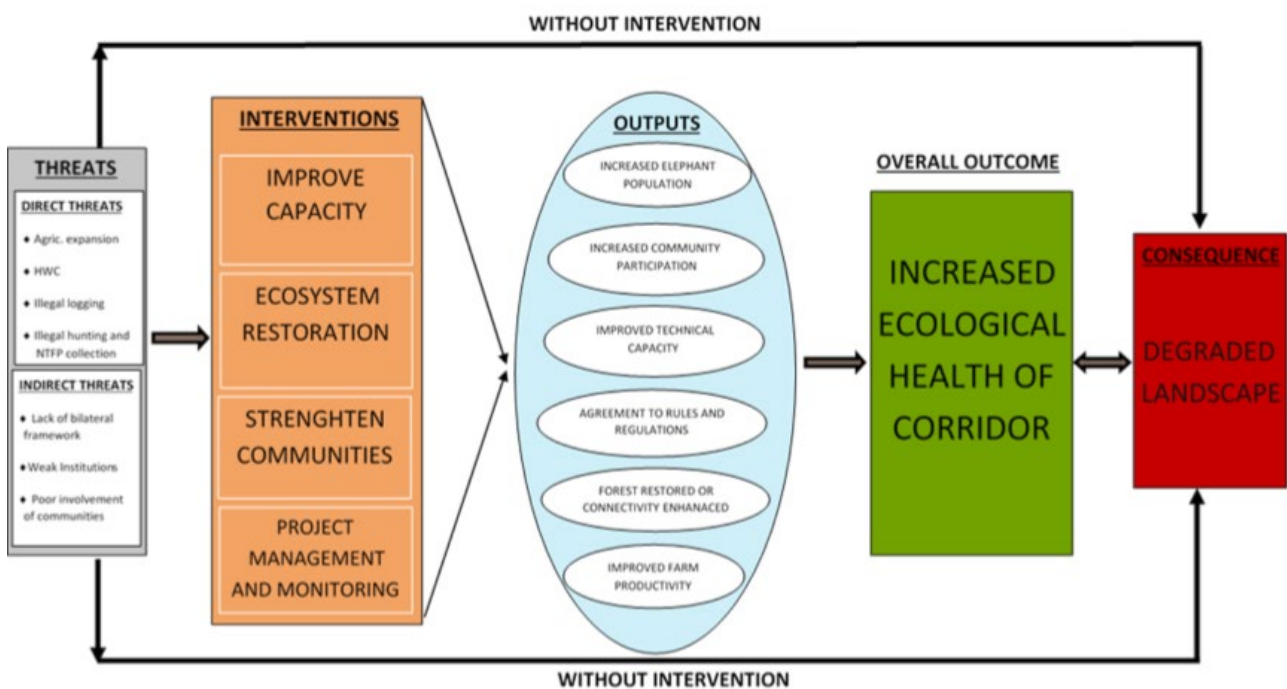 WITHOUT INTERVENTION
THREATS
DIRECT THREATS
♦ Agric. expansion
♦ HWC
♦ Illegal logging
♦ Illegal hunting and
NTFP collection
INDIRECT THREATS
♦ Lack of bilateral
framework
♦Weak Institutions
♦ Poor involvement
of communities
INTERVENTIONS
IMPROVE
CAPACITY
ECOSYSTEM
RESTORATION
STRENGHTEN
COMMUNITIES
PROJECT
MANAGEMENT
AND MONITORING
OUTPUTS
INCREASED ELEPHANT
POPULATION
INCREASED COMMUNITY
PARTICIPATION
IMPROVED TECHNICAL
CAPACITY
AGREEMENT TO RULES AND
REGULATIONS
FOREST RESTORED OR
CONNECTIVITY ENHANACED
IMPROVED FARM
PRODUCTIVITY
OVERALL OUTCOME
INCREASED
ECOLOGICAL
HEALTH OF
CORRIDOR
CONSEQUENCE
DEGRADED
LANDSCAPE
WITHOUT INTERVENTION